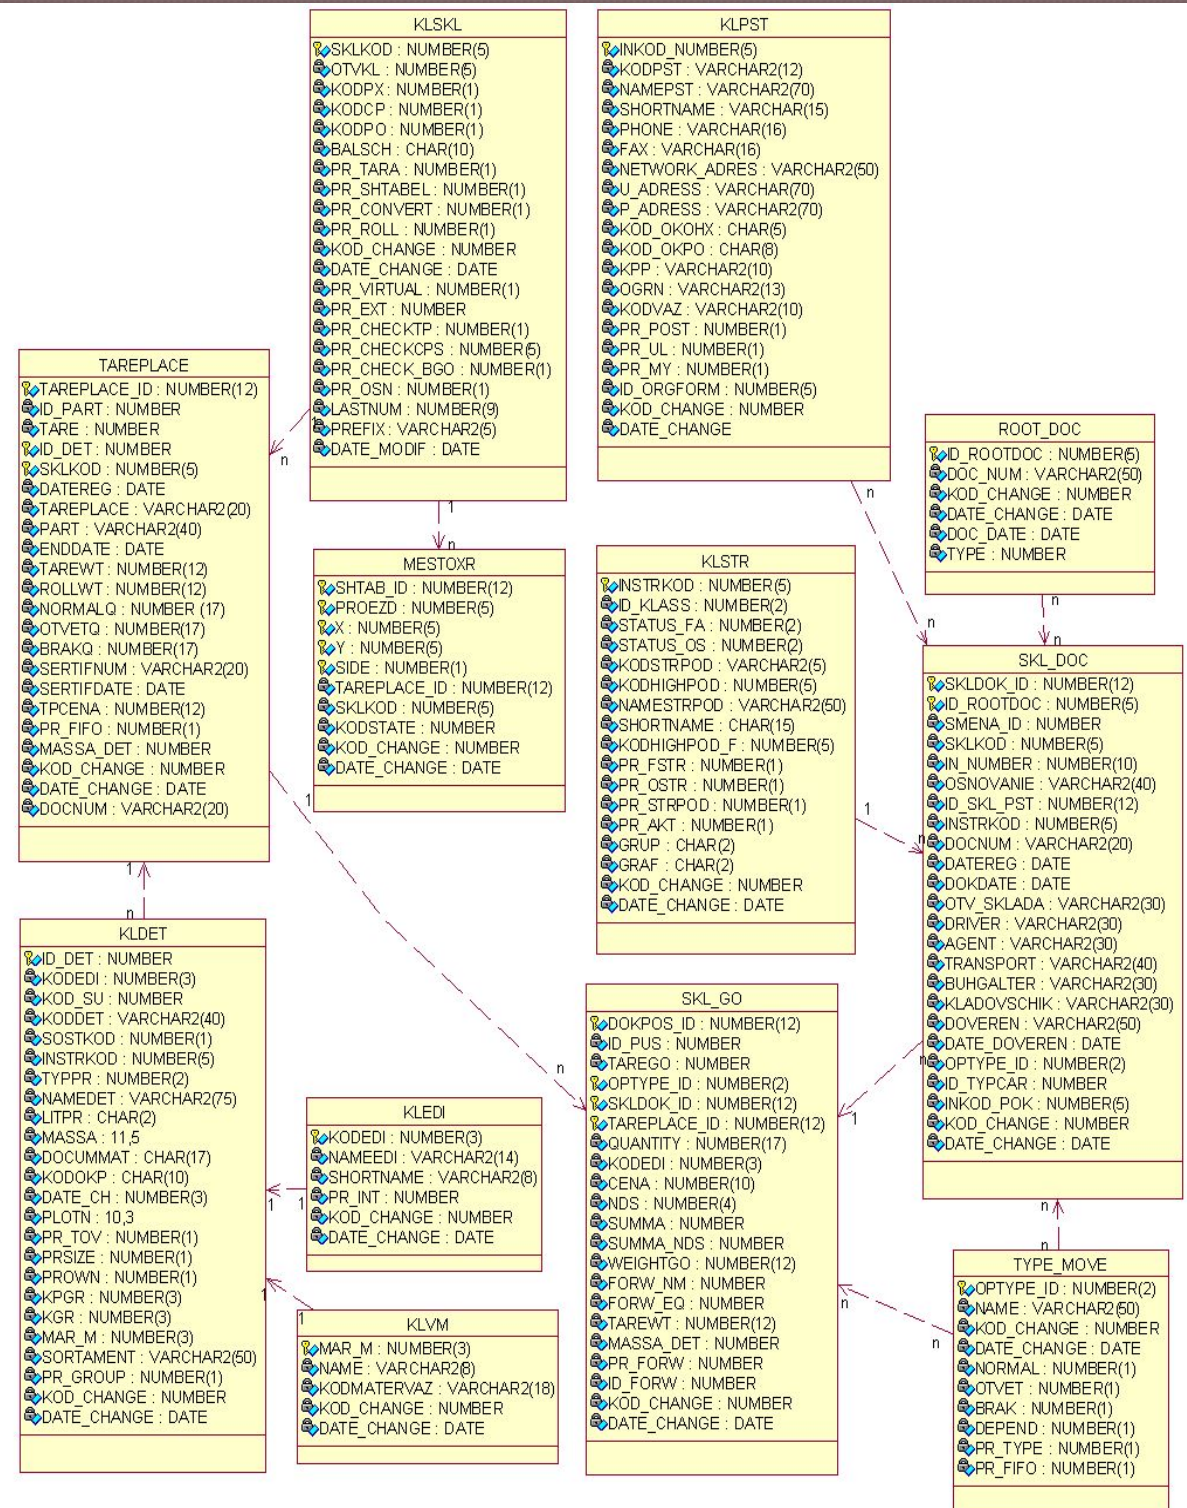 KLSKL
SKLKOD : NUMBER(5)
OTVKL : NUMBER(5)
KODPX : NUMBER(1)
KODCP : NUMBER(1)
KODPO : NUMBER(1)
BALSCH : CHAR(10)
PR_TARA : NUMBER(1)
PR_SHTABEL : NUMBER(1)
PR_CONVERT : NUMBER(1)
PR_ROLL : NUMBER(1)
KOD_CHANGE : NUMBER
DATE_CHANGE : DATE
PR_VIRTUAL : NUMBER(1)
PR_EXT : NUMBER
PR_CHECKTP : NUMBER(1)
PR_CHECKCPS : NUMBER(5)
PR_CHECK_BGO : NUMBER(1)
PR_OSN : NUMBER(1)
LASTNUM : NUMBER(9)
PREFIX : VARCHAR2(5)
DATE_MODIF : DATE
1
n
1
n
KLPST
INKOD_NUMBER(5)
KODPST : VARCHAR2(12)
NAMEPST : VARCHAR2(70)
SHORTNAME : VARCHAR(15)
PHONE : VARCHAR(16)
FAX : VARCHAR(16)
NETWORK_ADRES : VARCHAR2(50)
U_ADRESS : VARCHAR(70)
P_ADRESS : VARCHAR2(70)
KOD_OKOHX : CHAR(5)
KOD_OKPO : CHAR(8)
KPP : VARCHAR2(10)
OGRN : VARCHAR2(13)
KODVAZ : VARCHAR2(10)
PR_POST : NUMBER(1)
PR_UL : NUMBER(1)
PR_MY : NUMBER(1)
ID_ORGFORM : NUMBER(5)
KOD_CHANGE : NUMBER
DATE_CHANGE
n
n
TAREPLACE
TAREPLACE_ID : NUMBER(12)
ID_PART : NUMBER
TARE : NUMBER
ID_DET : NUMBER
SKLKOD : NUMBER(5)
DATEREG : DATE
TAREPLACE : VARCHAR2(20)
PART : VARCHAR2(40)
ENDDATE : DATE
TAREWT : NUMBER(12)
ROLLWT : NUMBER(12)
NORMALQ : NUMBER (17)
OTVETQ : NUMBER(17)
BRAKQ : NUMBER(17)
SERTIFNUM : VARCHAR2(20)
SERTIFDATE : DATE
TPCENA : NUMBER(12)
PR_FIFO : NUMBER(1)
MASSA_DET : NUMBER
KOD_CHANGE : NUMBER
DATE_CHANGE : DATE
DOCNUM : VARCHAR2(20)
1
n
1
n
ROOT_DOC
ID_ROOTDOC : NUMBER(5)
DOC_NUM : VARCHAR2(50)
KOD_CHANGE : NUMBER
DATE_CHANGE : DATE
DOC_DATE : DATE
TYPE : NUMBER
n
n
MESTOXR
SHTAB_ID : NUMBER(12)
PROEZD : NUMBER(5)
X : NUMBER(5)
Y : NUMBER(5)
SIDE : NUMBER(1)
TAREPLACE_ID : NUMBER(12)
SKLKOD : NUMBER(5)
KODSTATE : NUMBER
KOD_CHANGE : NUMBER
DATE_CHANGE : DATE
KLSTR
INSTRKOD : NUMBER(5)
ID_KLASS : NUMBER(2)
STATUS_FA : NUMBER(2)
STATUS_OS : NUMBER(2)
KODSTRPOD : VARCHAR2(5)
KODHIGHPOD : NUMBER(5)
NAMESTRPOD : VARCHAR2(50)
SHORTNAME : CHAR(15)
KODHIGHPOD_F : NUMBER(5)
PR_FSTR : NUMBER(1)
PR_OSTR : NUMBER(1)
PR_STRPOD : NUMBER(1)
PR_AKT : NUMBER(1)
GRUP : CHAR(2)
GRAF : CHAR(2)
KOD_CHANGE : NUMBER
DATE_CHANGE : DATE
1
n
SKL_DOC
SKLDOK_ID : NUMBER(12)
ID_ROOTDOC : NUMBER(5)
SMENA_ID : NUMBER
SKLKOD : NUMBER(5)
IN_NUMBER : NUMBER(10)
OSNOVANIE : VARCHAR2(40)
ID_SKL_PST : NUMBER(12)
INSTRKOD : NUMBER(5)
DOCNUM : VARCHAR2(20)
DATEREG : DATE
DOKDATE : DATE
OTV_SKLADA : VARCHAR2(30)
DRIVER : VARCHAR2(30)
AGENT : VARCHAR2(30)
TRANSPORT : VARCHAR2(40)
BUHGALTER : VARCHAR2(30)
KLADOVSCHIK : VARCHAR2(30)
DOVEREN : VARCHAR2(50)
DATE_DOVEREN : DATE
OPTYPE_ID : NUMBER(2)
ID_TYPCAR : NUMBER
INKOD_POK : NUMBER(5)
KOD_CHANGE : NUMBER
DATE_CHANGE : DATE
n
1
n
n
KLDET
ID_DET : NUMBER
KODEDI : NUMBER(3)
KOD_SU : NUMBER
KODDET : VARCHAR2(40)
SOSTKOD : NUMBER(1)
INSTRKOD : NUMBER(5)
TYPPR : NUMBER(2)
NAMEDET : VARCHAR2(75)
LITPR : CHAR(2)
MASSA : 11,5
DOCUMMAT : CHAR(17)
KODOKP : CHAR(10)
DATE_CH : NUMBER(3)
PLOTN : 10,3
PR_TOV : NUMBER(1)
PRSIZE : NUMBER(1)
PROWN : NUMBER(1)
KPGR : NUMBER(3)
KGR : NUMBER(3)
MAR_M : NUMBER(3)
SORTAMENT : VARCHAR2(50)
PR_GROUP : NUMBER(1)
KOD_CHANGE : NUMBER
DATE_CHANGE : DATE
KLEDI
KODEDI : NUMBER(3)
NAMEEDI : VARCHAR2(14)
SHORTNAME : VARCHAR2(8)
PR_INT : NUMBER
KOD_CHANGE : NUMBER
DATE_CHANGE : DATE
1
1
KLVM
MAR_M : NUMBER(3)
NAME : VARCHAR2(8)
KODMATERVAZ : VARCHAR2(18)
KOD_CHANGE : NUMBER
DATE_CHANGE : DATE
1
1
SKL_GO
DOKPOS_ID : NUMBER(12)
ID_PUS : NUMBER
TAREGO : NUMBER
OPTYPE_ID : NUMBER(2)
SKLDOK_ID : NUMBER(12)
TAREPLACE_ID : NUMBER(12)
QUANTITY : NUMBER(17)
KODEDI : NUMBER(3)
CENA : NUMBER(10)
NDS : NUMBER(4)
SUMMA : NUMBER
SUMMA_NDS : NUMBER
WEIGHTGO : NUMBER(12)
FORW_NM : NUMBER
FORW_EQ : NUMBER
TAREWT : NUMBER(12)
MASSA_DET : NUMBER
PR_FORW : NUMBER
ID_FORW : NUMBER
KOD_CHANGE : NUMBER
DATE_CHANGE : DATE
n
n
TYPE_MOVE
OPTYPE_ID : NUMBER(2)
NAME : VARCHAR2(50)
KOD_CHANGE : NUMBER
DATE_CHANGE : DATE
NORMAL : NUMBER(1)
OTVET : NUMBER(1)
BRAK : NUMBER(1)
DEPEND : NUMBER(1)
PR_TYPE : NUMBER(1)
PR_FIFO : NUMBER(1)